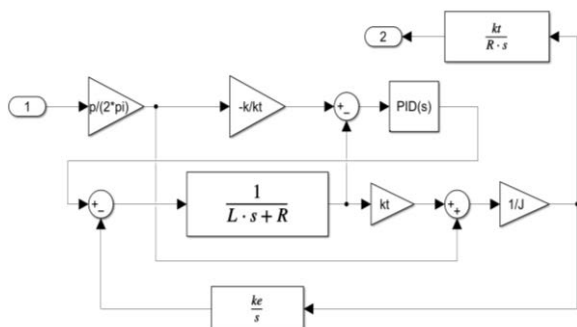 2
kt
R · s
1
p/(2*pi)
-k/kt
+
-
PID(s)
+
-
1
L · s + R
kt
+
+
1/J
ke
s